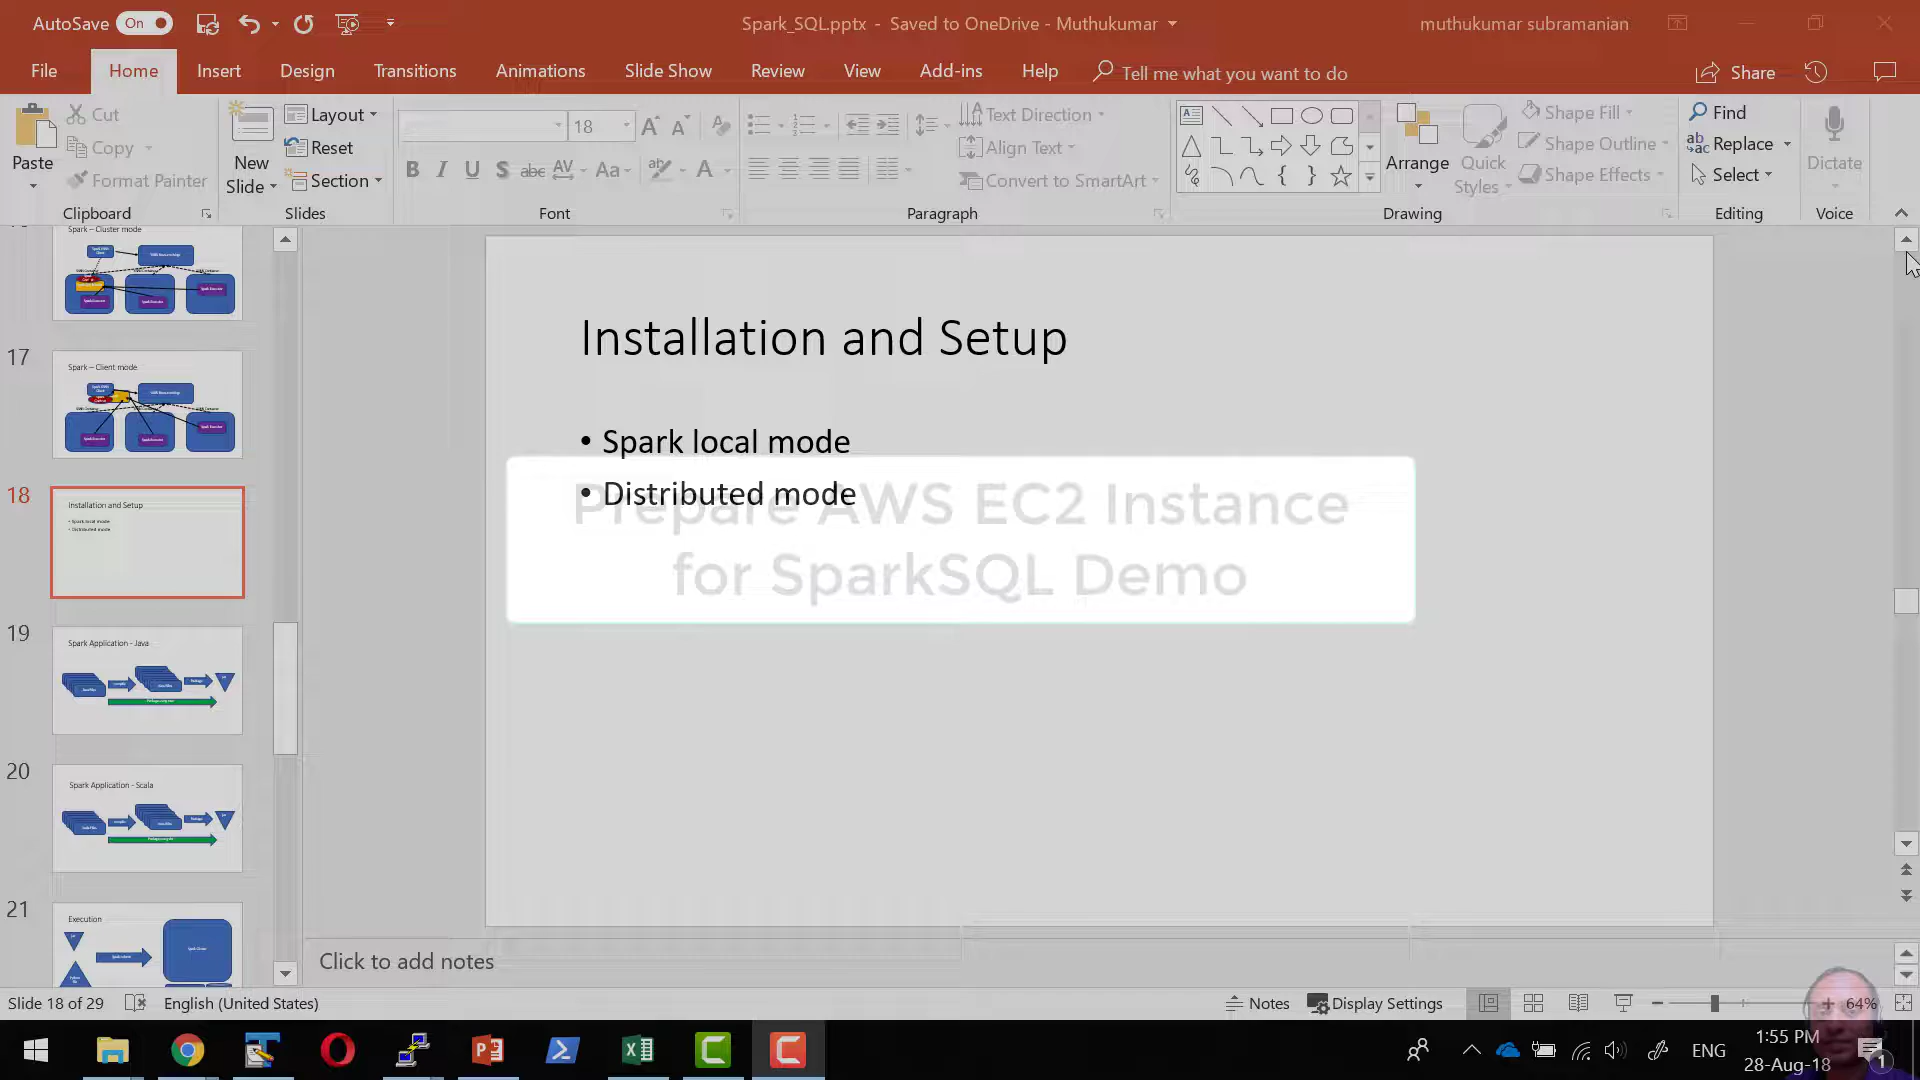 AutoSave On
Spark_SQL.pptx - Saved to OneDrive - Muthukumar
muthukumar subramanian
File Home Insert Design Transitions Animations Slide Show Review View Add-ins Help Tell me what you want to do Share
Paste
Cut
Copy
Format Painter
Clipboard
New Slide
Layout
Reset
Section
Slides
18
Font
Text Direction
Align Text
Convert to SmartArt
Paragraph
Arrange
Quick Styles
Shape Fill
Shape Outline
Shape Effects
Drawing
Find
Replace
Select
Editing
Dictate
Voice
Spark – Cluster mode
17
Spark – Client mode
18
Installation and Setup
• Spark local mode
• Distributed mode
19
Spark Application - Java
20
Spark Application - Scala
21
Execution
Installation and Setup
• Spark local mode
• Distributed mode
Prepare AWS EC2 Instance
for SparkSQL Demo
Click to add notes
Slide 18 of 29
English (United States)
Notes
Display Settings
64%
ENG
1:55 PM
28-Aug-18
1